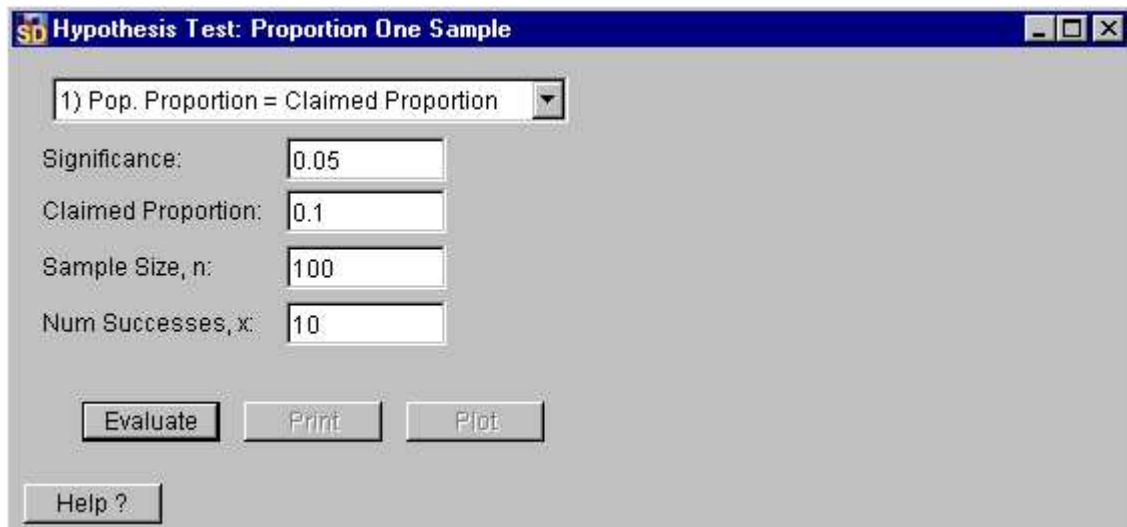 SD Hypothesis Test: Proportion One Sample
1) Pop. Proportion = Claimed Proportion
Significance: 0.05
Claimed Proportion: 0.1
Sample Size, n: 100
Num Successes, x: 10
Evaluate Print Plot
Help ?